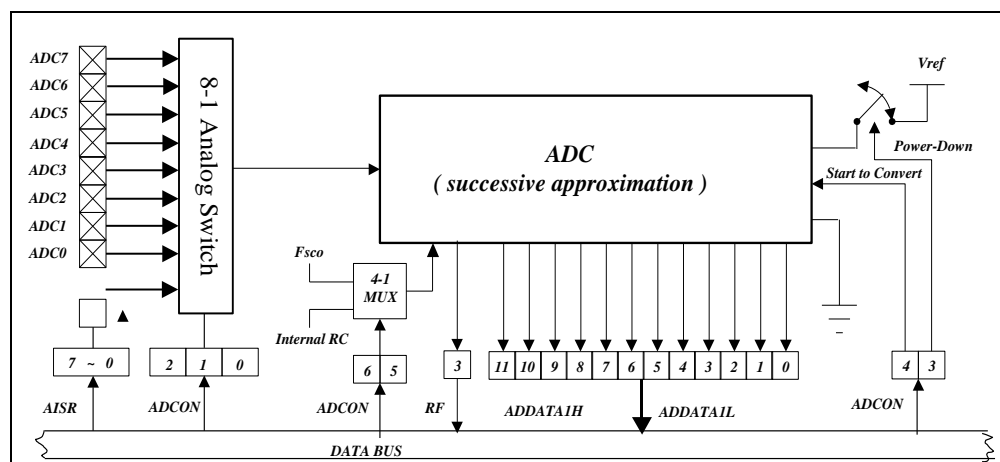 ADC7
ADC6
ADC5
ADC4
ADC3
ADC2
ADC1
ADC0
8-1 Analog Switch
ADC
( successive approximation )
Vref
Power-Down
Start to Convert
Fsco
4-1
MUX
Internal RC
7 ~ 0
2 1 0
6 5
3
11 10 9 8 7 6 5 4 3 2 1 0
4 3
AISR
ADCON
ADCON
RF
ADDATA1H
ADDATA1L
ADCON
DATA BUS